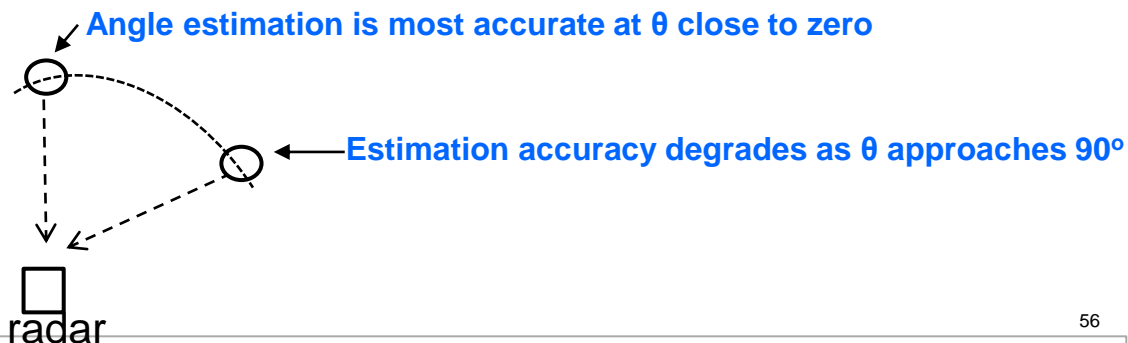 Angle estimation is most accurate at θ close to zero
Estimation accuracy degrades as θ approaches 90º
radar
56